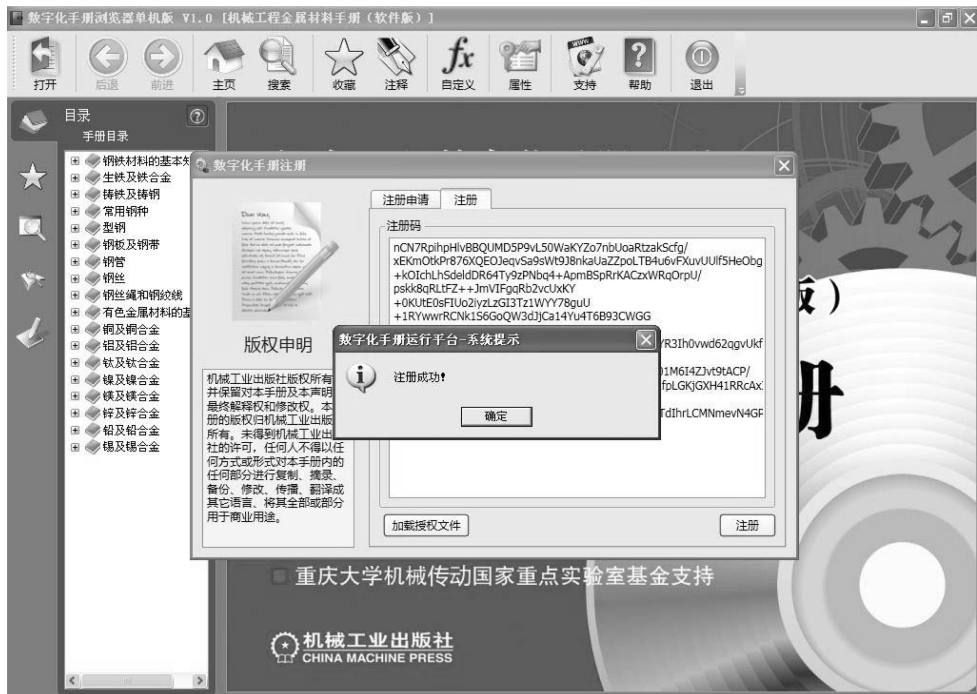 数字化手册浏览器单机版 V1.0 [机械工程金属材料手册（软件版）]
打开 后退 前进 主页 搜索 收藏 注释 自定义 属性 支持 帮助 退出
目录
手册目录
钢铁材料的基本知
生铁及铁合金
铸铁及铸钢
常用钢种
型钢
钢板及钢带
钢管
钢丝
钢丝绳和钢绞线
有色金属材料的基
铜及铜合金
铝及铝合金
钛及钛合金
镍及镍合金
镁及镁合金
锌及锌合金
铅及铅合金
锡及锡合金
数字化手册注册
版权申明
机械工业出版社版权所有
并保留对本手册及本声明
最终解释权和修改权。本
册的版权归机械工业出版
所有。未得到机械工业出
社的许可，任何人不得以任
何方式或形式对本手册内的
任何部分进行复制、摘录、
备份、修改、传播、翻译成
其它语言、将其全部或部分
用于商业用途。
注册申请 注册
注册码
nCN7RpihpHlvBBQUMD5P9vL50WaKYZo7nbUoaRtzakScfg/
xEKmOtkPr876XQEOJeqvSa9sWt9J8nkaUaZZpoLTB4u6vFXuvUUlf5HeObg
+kOIchLhSdeldDR64Ty9zPNbq4+ApmBSpRrKACzxWRqOrpU/
pskk8qRLtFZ++JmVIFgqRb2vcUxKY
+0KUtE0sFIUo2iyzLzGI3Tz1WYY78guU
+1RYwwrRCNk1S6GoQW3dJjCa14Yu4T6B93CWGG
数字化手册运行平台-系统提示
注册成功!
确定
加载授权文件
注册
版）
册
重庆大学机械传动国家重点实验室基金支持
机械工业出版社
CHINA MACHINE PRESS